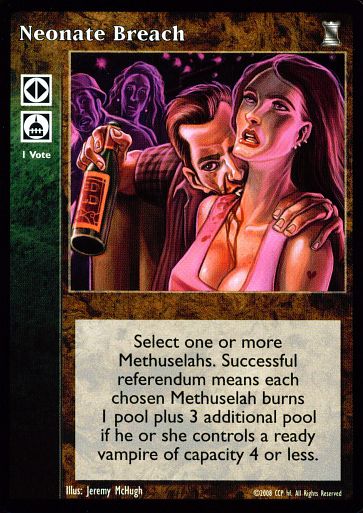 Neonate Breach
1 Vote
Select one or more
Methuselahs. Successful
referendum means each
chosen Methuselah burns
1 pool plus 3 additional pool
if he or she controls a ready
vampire of capacity 4 or less.
Illus: Jeremy McHugh
©2008 CCP hf. All Rights Reserved